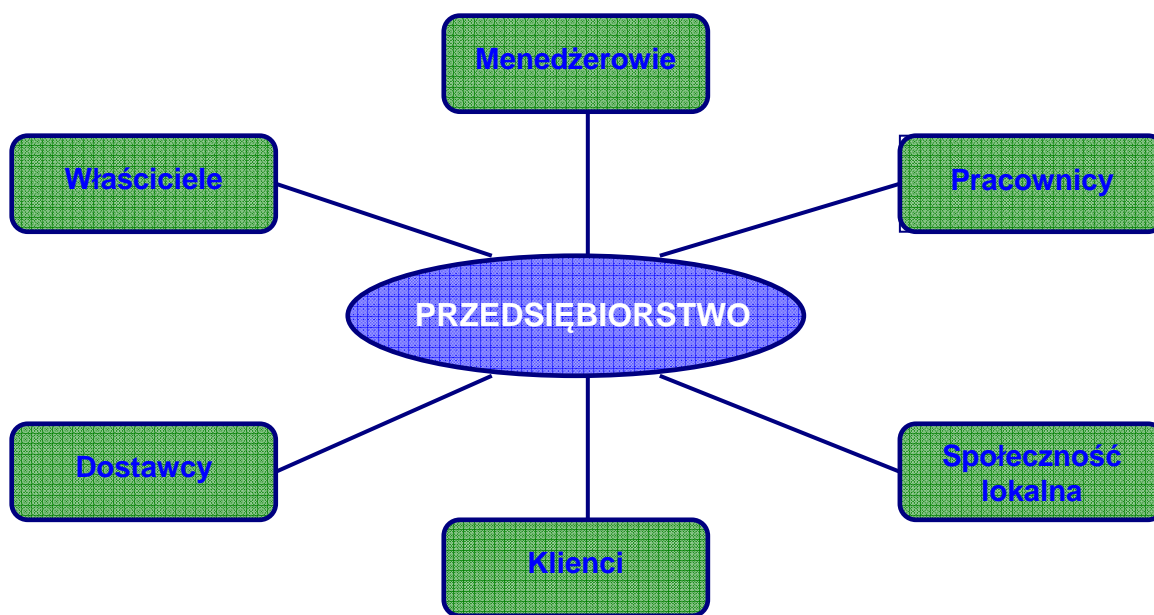 Menedżerowie
Właściciele
Pracownicy
PRZEDSIĘBIORSTWO
Dostawcy
Społeczność
lokalna
Klienci